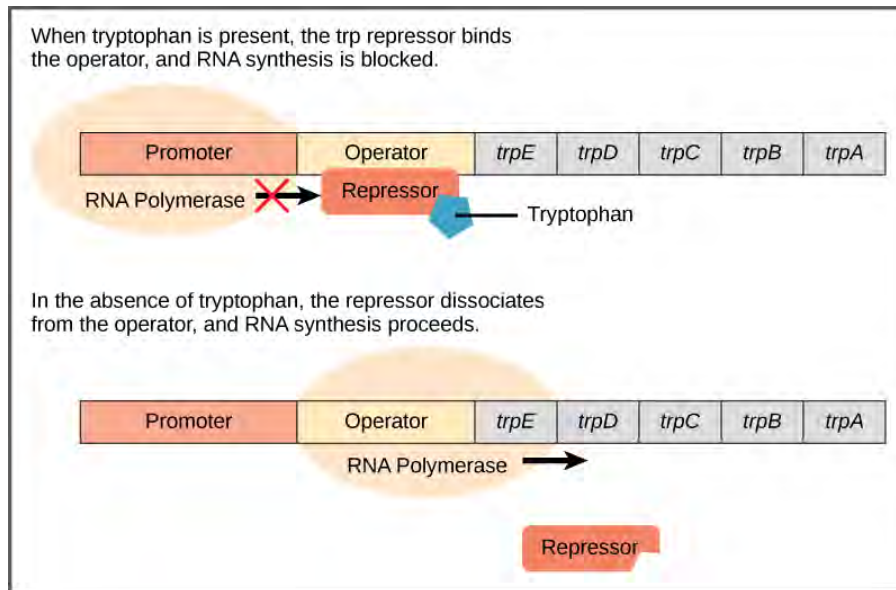 When tryptophan is present, the trp repressor binds
the operator, and RNA synthesis is blocked.
Promoter Operator trpE trpD trpC trpB trpA
RNA Polymerase Repressor
Tryptophan
In the absence of tryptophan, the repressor dissociates
from the operator, and RNA synthesis proceeds.
Promoter Operator trpE trpD trpC trpB trpA
RNA Polymerase
Repressor